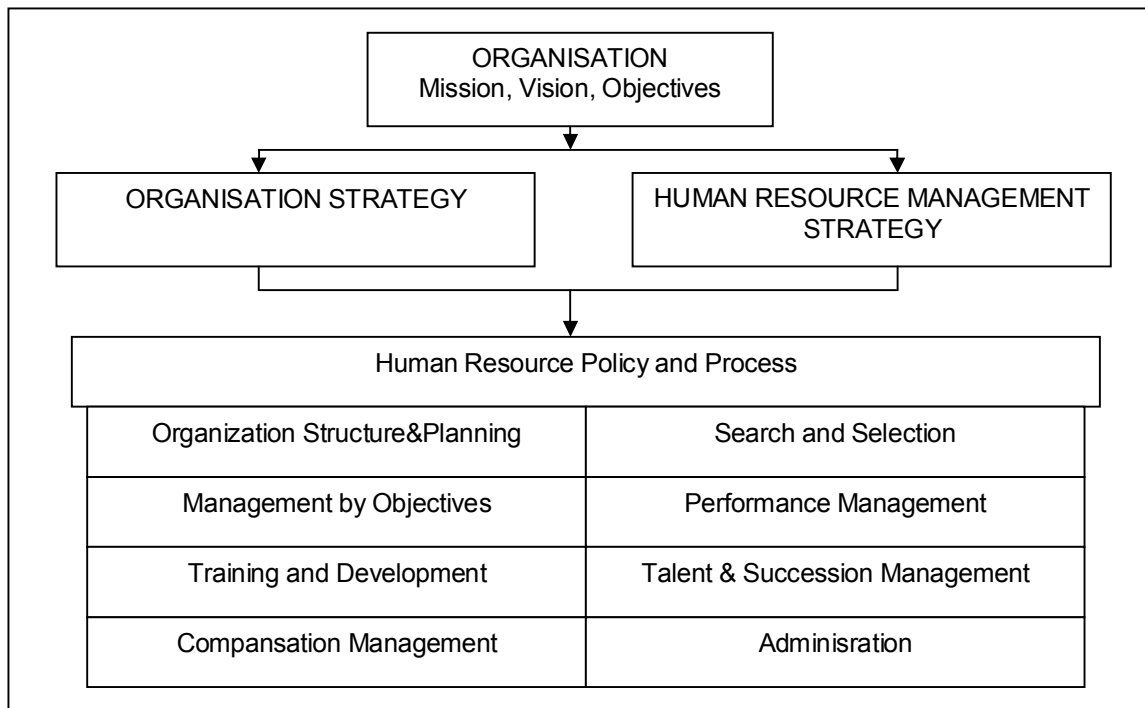 ORGANISATION
Mission, Vision, Objectives
ORGANISATION STRATEGY
HUMAN RESOURCE MANAGEMENT
STRATEGY
Human Resource Policy and Process
Organization Structure&Planning
Search and Selection
Management by Objectives
Performance Management
Training and Development
Talent & Succession Management
Compansation Management
Adminisration